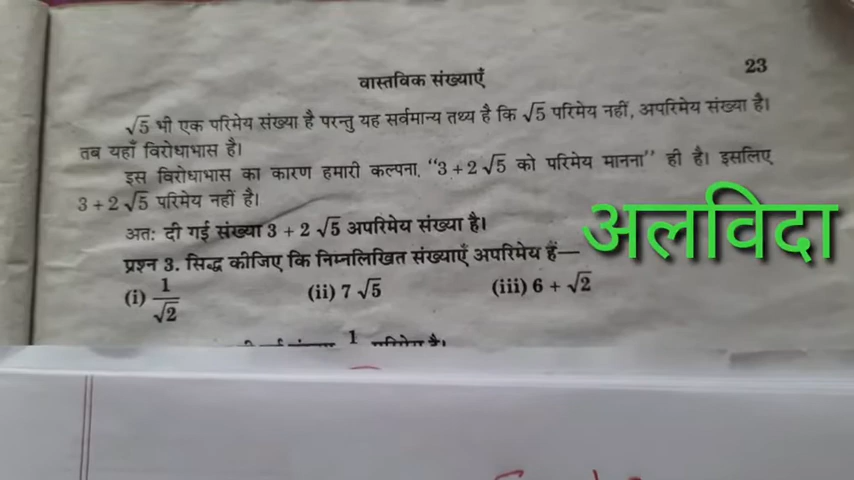 23
वास्तविक संख्याएँ
√5 भी एक परिमेय संख्या है परन्तु यह सर्वमान्य तथ्य है कि √5 परिमेय नहीं, अपरिमेय संख्या है।
तब यहाँ विरोधाभास है।
इस विरोधाभास का कारण हमारी कल्पना, “3 + 2 √5 को परिमेय मानना” ही है। इसलिए
3 + 2 √5 परिमेय नहीं है।
अतः दी गई संख्या 3 + 2 √5 अपरिमेय संख्या है।
अलविदा
प्रश्न 3. सिद्ध कीजिए कि निम्नलिखित संख्याएँ अपरिमेय हैं—
(i) 1/√2 (ii) 7 √5 (iii) 6 + √2